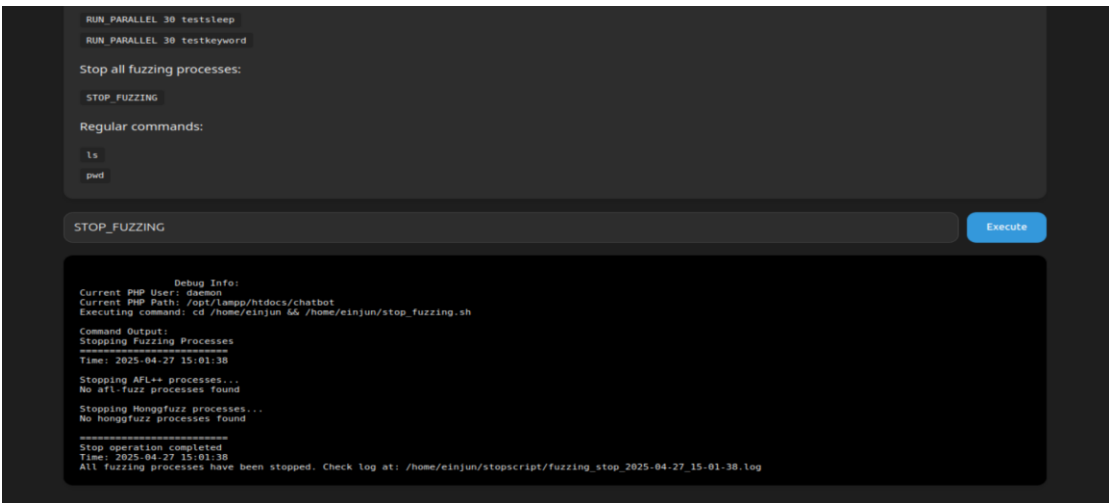 RUN_PARALLEL 30 testsleep
RUN_PARALLEL 30 testkeyword
Stop all fuzzing processes:
STOP_FUZZING
Regular commands:
ls
pwd
STOP_FUZZING
Execute
Debug Info:
Current PHP User: daemon
Current PHP Path: /opt/lampp/htdocs/chatbot
Executing command: cd /home/einjun && /home/einjun/stop_fuzzing.sh
Command Output:
Stopping Fuzzing Processes
=========================
Time: 2025-04-27 15:01:38
Stopping AFL++ processes...
No afl-fuzz processes found
Stopping Honggfuzz processes...
No honggfuzz processes found
=========================
Stop operation completed
Time: 2025-04-27 15:01:38
All fuzzing processes have been stopped. Check log at: /home/einjun/stopscript/fuzzing_stop_2025-04-27_15-01-38.log